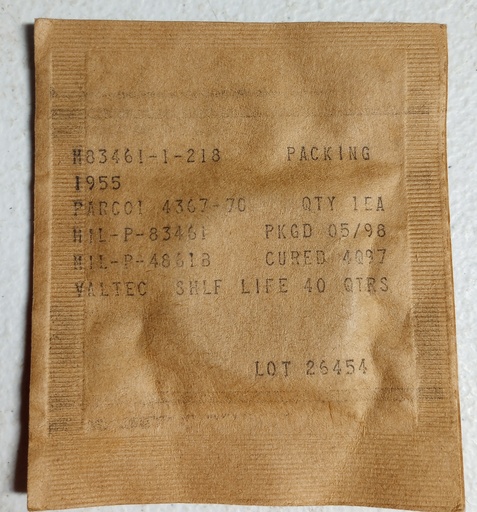 M83461-1-218 PACKING
1955
PARCO1 4367-70 QTY 1EA
MIL-P-83461 PKGD 05/98
MIL-P-4861B CURED 4Q97
VALTEC SHLF LIFE 40 QTRS
LOT 26454